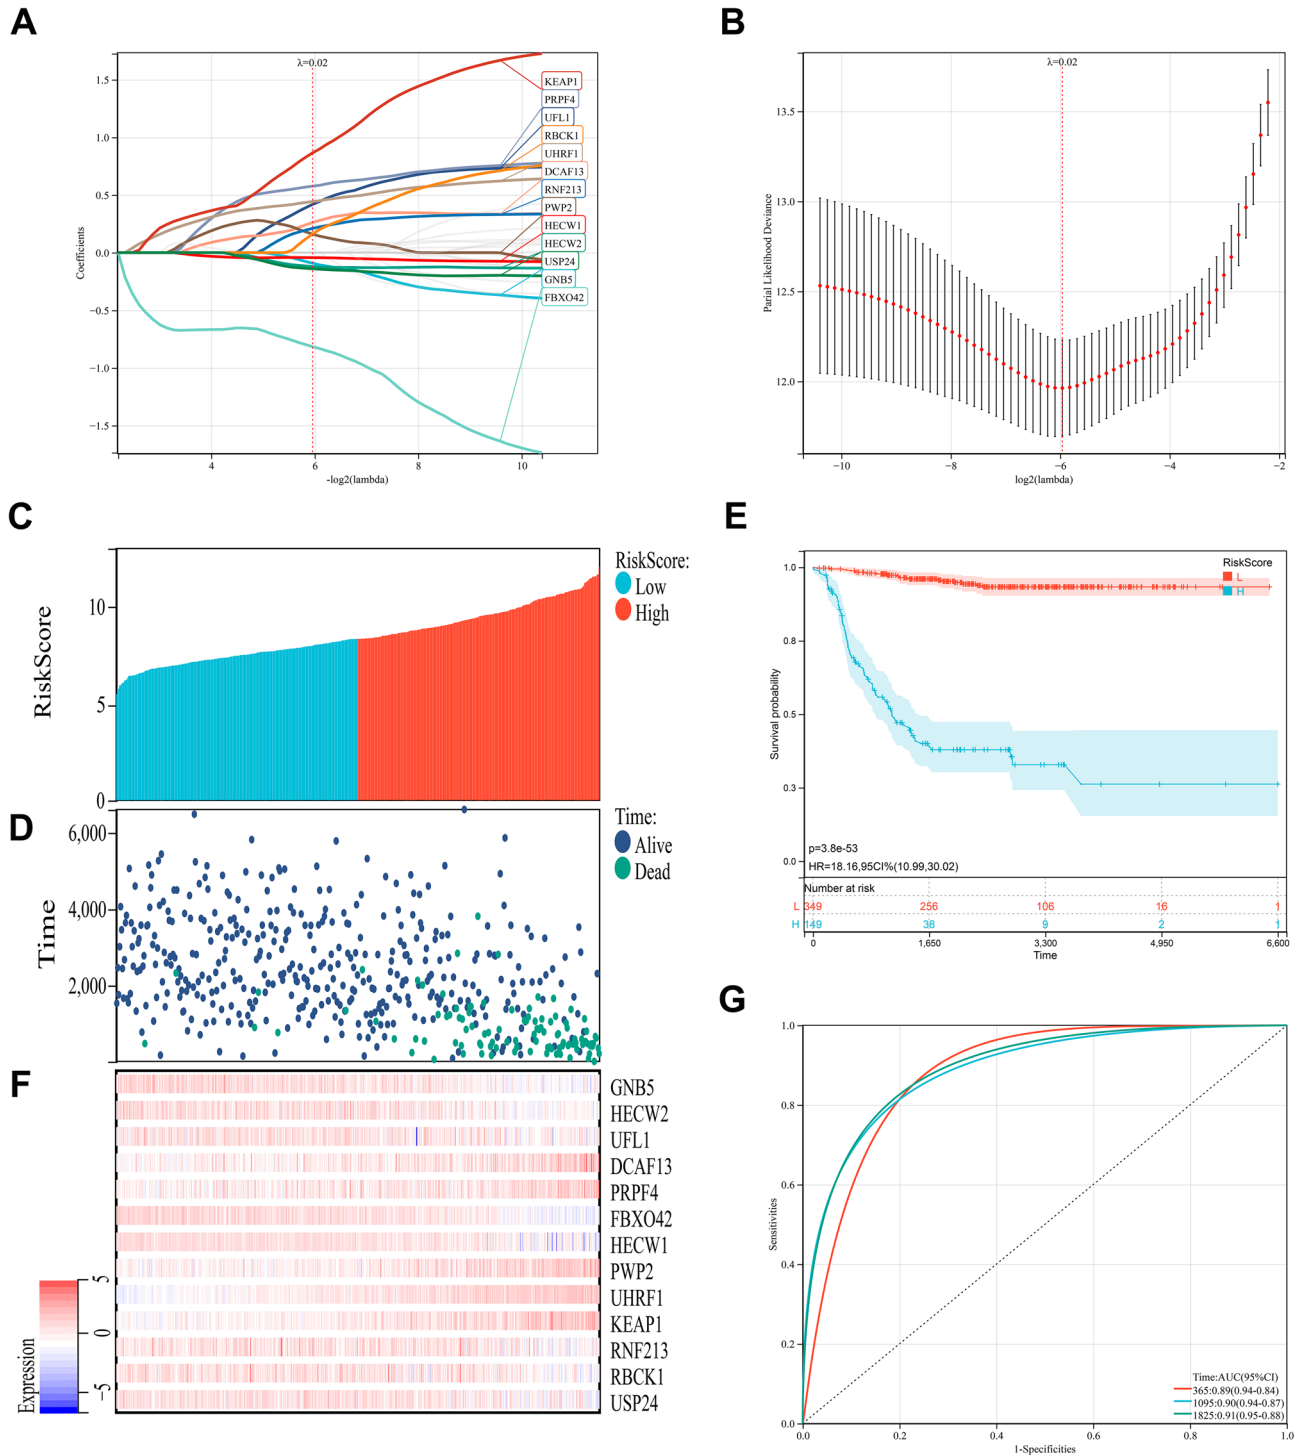 A
λ=0.02
1.5
1.0
0.5
0.0
−0.5
−1.0
−1.5
Coefficients
4
6
8
10
-log2(lambda)
KEAP1
PRPF4
UFL1
RBCK1
UHRF1
DCAF13
RNF213
PWP2
HECW1
HECW2
USP24
GNB5
FBXO42
B
λ=0.02
13.5
13.0
12.5
12.0
Parial Likelihood Deviance
−10
−8
−6
−4
−2
log2(lambda)
C
RiskScore
10
5
0
RiskScore:
Low
High
D
Time
6,000
4,000
2,000
Time:
Alive
Dead
E
Survival probability
1.0
0.8
0.5
0.3
0.0
RiskScore
L
H
p=3.8e-53
HR=18.16,95CI%(10.99,30.02)
Number at risk
L 349 256 106 16 1
H 149 38 9 2 1
0 1,650 3,300 4,950 6,600
Time
F
GNB5
HECW2
UFL1
DCAF13
PRPF4
FBXO42
HECW1
PWP2
UHRF1
KEAP1
RNF213
RBCK1
USP24
Expression
5
0
−5
G
Sensitivities
1.0
0.8
0.6
0.4
0.2
0.0
0.0 0.2 0.4 0.6 0.8 1.0
1-Specificities
Time:AUC(95%CI)
365:0.89(0.94-0.84)
1095:0.90(0.94-0.87)
1825:0.91(0.95-0.88)